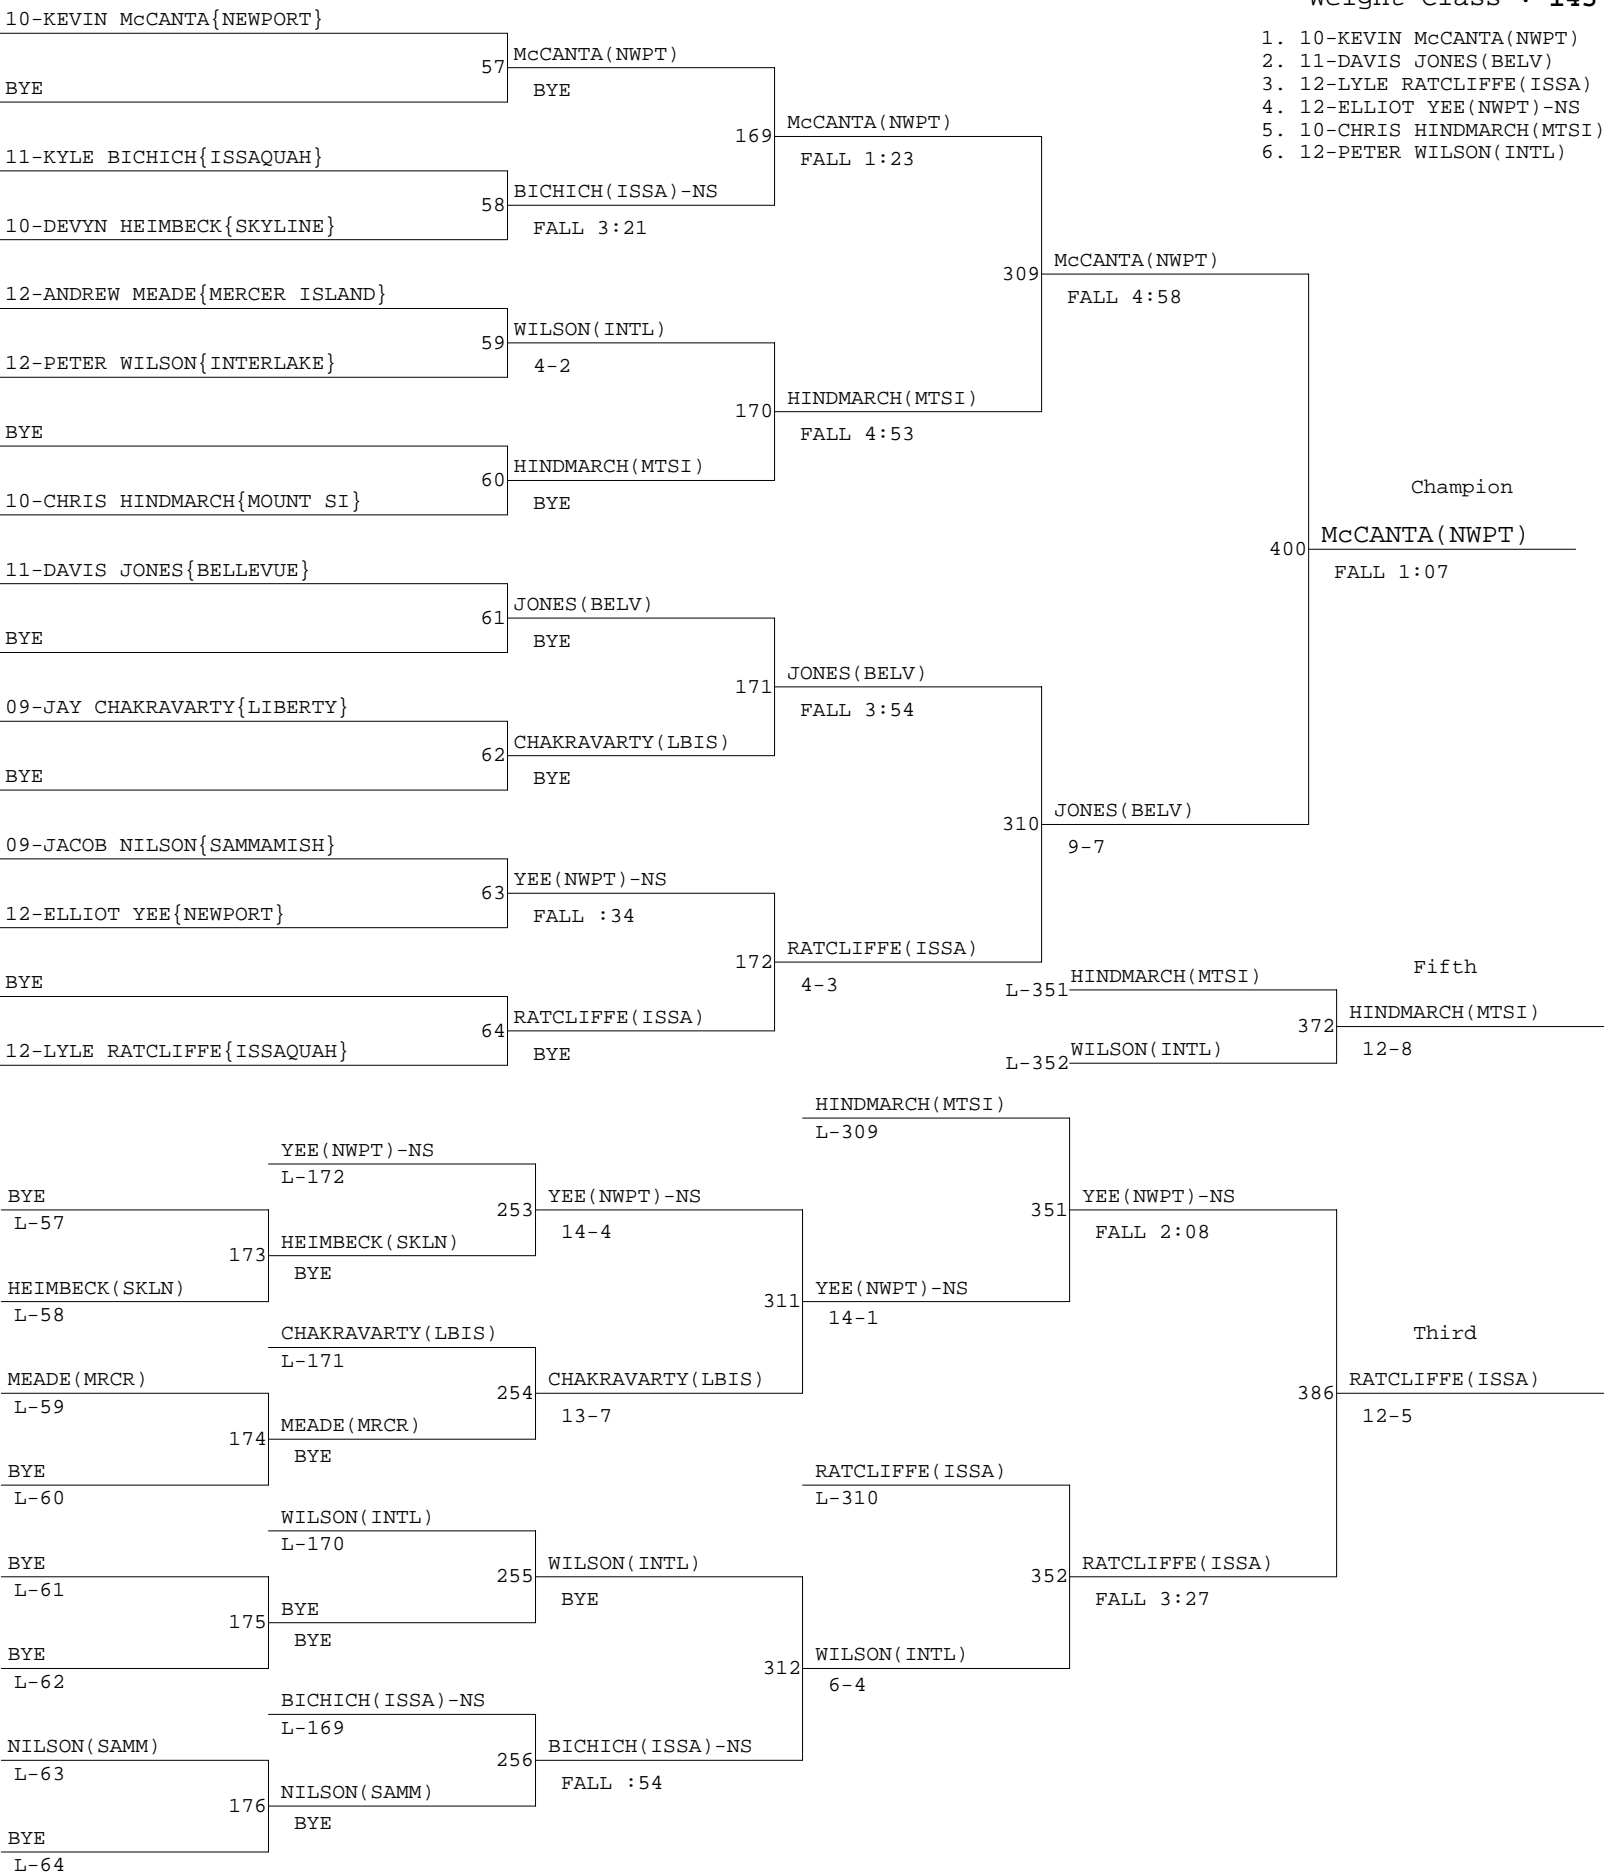 Weight Class : 145
1. 10-KEVIN McCANTA(NWPT)
2. 11-DAVIS JONES(BELV)
3. 12-LYLE RATCLIFFE(ISSA)
4. 12-ELLIOT YEE(NWPT)-NS
5. 10-CHRIS HINDMARCH(MTSI)
6. 12-PETER WILSON(INTL)
10-KEVIN McCANTA{NEWPORT}
BYE
11-KYLE BICHICH{ISSAQUAH}
10-DEVYN HEIMBECK{SKYLINE}
12-ANDREW MEADE{MERCER ISLAND}
12-PETER WILSON{INTERLAKE}
BYE
10-CHRIS HINDMARCH{MOUNT SI}
11-DAVIS JONES{BELLEVUE}
BYE
09-JAY CHAKRAVARTY{LIBERTY}
BYE
09-JACOB NILSON{SAMMAMISH}
12-ELLIOT YEE{NEWPORT}
BYE
12-LYLE RATCLIFFE{ISSAQUAH}
57 McCANTA(NWPT)
BYE
58 BICHICH(ISSA)-NS
FALL 3:21
59 WILSON(INTL)
4-2
60 HINDMARCH(MTSI)
BYE
61 JONES(BELV)
BYE
62 CHAKRAVARTY(LBIS)
BYE
63 YEE(NWPT)-NS
FALL :34
64 RATCLIFFE(ISSA)
BYE
169 McCANTA(NWPT)
FALL 1:23
170 HINDMARCH(MTSI)
FALL 4:53
171 JONES(BELV)
FALL 3:54
172 RATCLIFFE(ISSA)
4-3
309 McCANTA(NWPT)
FALL 4:58
310 JONES(BELV)
9-7
Champion
400 McCANTA(NWPT)
FALL 1:07
L-351 HINDMARCH(MTSI)
L-352 WILSON(INTL)
Fifth
372 HINDMARCH(MTSI)
12-8
BYE
L-57
HEIMBECK(SKLN)
L-58
MEADE(MRCR)
L-59
BYE
L-60
BYE
L-61
BYE
L-62
NILSON(SAMM)
L-63
BYE
L-64
YEE(NWPT)-NS
L-172
173 HEIMBECK(SKLN)
BYE
CHAKRAVARTY(LBIS)
L-171
174 MEADE(MRCR)
BYE
WILSON(INTL)
L-170
175 BYE
BYE
BICHICH(ISSA)-NS
L-169
176 NILSON(SAMM)
BYE
253 YEE(NWPT)-NS
14-4
254 CHAKRAVARTY(LBIS)
13-7
255 WILSON(INTL)
BYE
256 BICHICH(ISSA)-NS
FALL :54
HINDMARCH(MTSI)
L-309
311 YEE(NWPT)-NS
14-1
RATCLIFFE(ISSA)
L-310
312 WILSON(INTL)
6-4
351 YEE(NWPT)-NS
FALL 2:08
352 RATCLIFFE(ISSA)
FALL 3:27
Third
386 RATCLIFFE(ISSA)
12-5